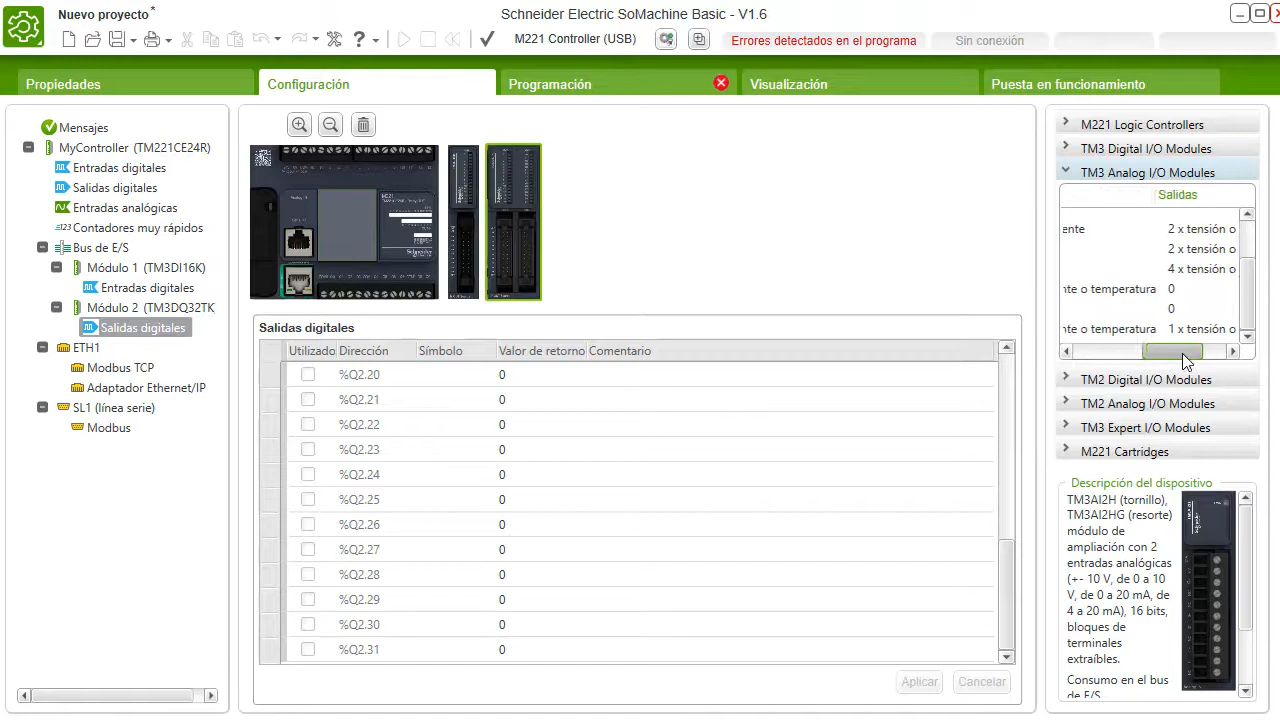 Schneider Electric SoMachine Basic - V1.6
Nuevo proyecto *
M221 Controller (USB)
Errores detectados en el programa
Sin conexión
Propiedades
Configuración
Programación
Visualización
Puesta en funcionamiento
Mensajes
MyController (TM221CE24R)
Entradas digitales
Salidas digitales
Entradas analógicas
Contadores muy rápidos
Bus de E/S
Módulo 1 (TM3DI16K)
Entradas digitales
Módulo 2 (TM3DQ32TK
Salidas digitales
ETH1
Modbus TCP
Adaptador Ethernet/IP
SL1 (línea serie)
Modbus
Salidas digitales
Utilizado Dirección Símbolo Valor de retorno Comentario
%Q2.20 0
%Q2.21 0
%Q2.22 0
%Q2.23 0
%Q2.24 0
%Q2.25 0
%Q2.26 0
%Q2.27 0
%Q2.28 0
%Q2.29 0
%Q2.30 0
%Q2.31 0
Aplicar Cancelar
M221 Logic Controllers
TM3 Digital I/O Modules
TM3 Analog I/O Modules
Salidas
ente 2 x tensión o
2 x tensión o
4 x tensión o
nte o temperatura 0
0
nte o temperatura 1 x tensión o
TM2 Digital I/O Modules
TM2 Analog I/O Modules
TM3 Expert I/O Modules
M221 Cartridges
Descripción del dispositivo
TM3AI2H (tornillo),
TM3AI2HG (resorte)
módulo de
ampliación con 2
entradas analógicas
(+- 10 V, de 0 a 10
V, de 0 a 20 mA, de
4 a 20 mA), 16 bits,
bloques de
terminales
extraíbles.
Consumo en el bus
de E/S